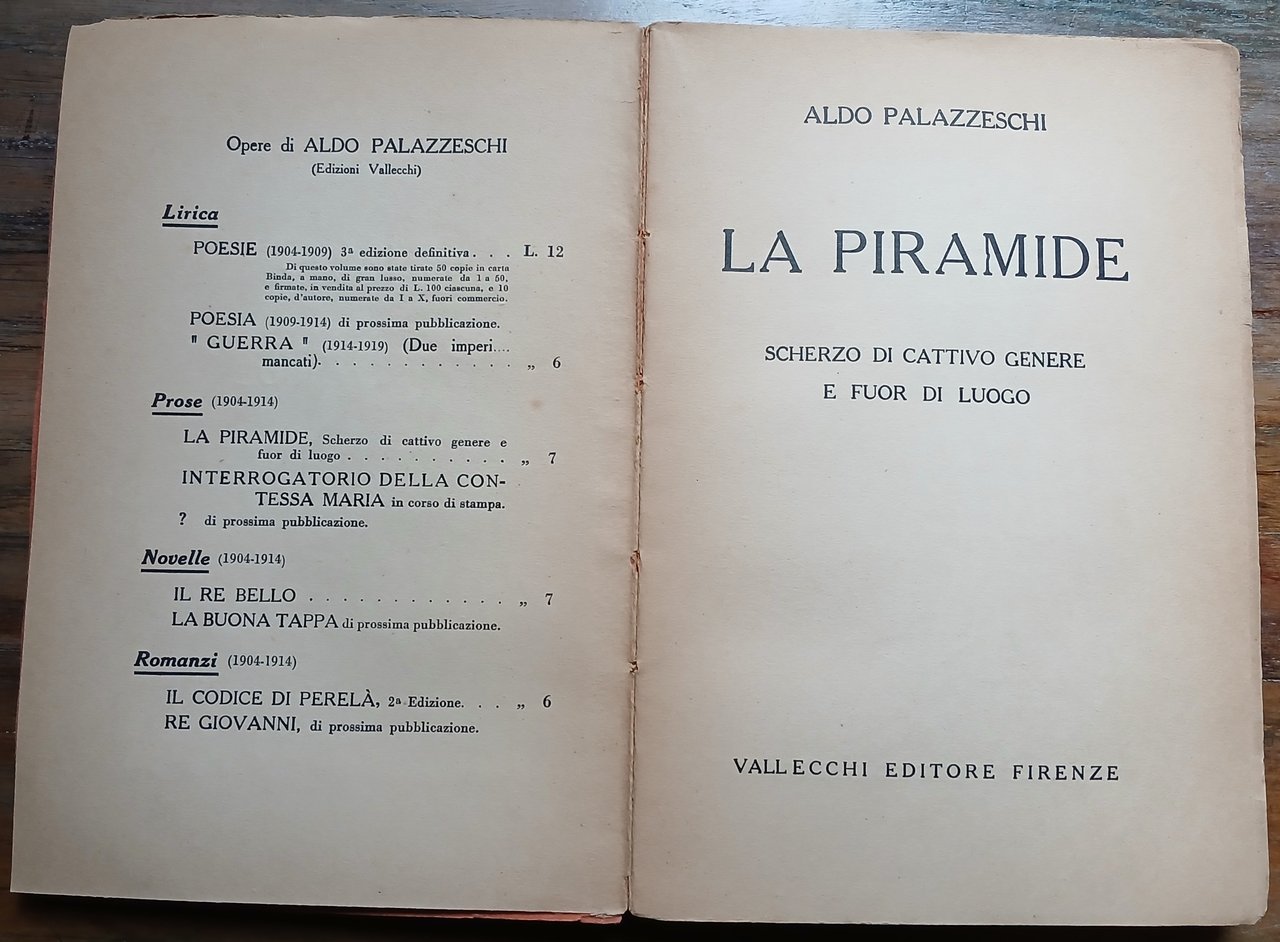 Opere di ALDO PALAZZESCHI
(Edizioni Vallecchi)
Lirica
POESIE (1904-1909) 3ª edizione definitiva . . . L. 12
Di questo volume sono state tirate 50 copie in carta
Binda, a mano, di gran lusso, numerate da 1 a 50,
e firmate, in vendita al prezzo di L. 100 ciascuna, e 10
copie, d'autore, numerate da I a X, fuori commercio.
POESIA (1909-1914) di prossima pubblicazione.
" GUERRA " (1914-1919) (Due imperi....
mancati). . . . . . . . . . . . „ 6
Prose (1904-1914)
LA PIRAMIDE, Scherzo di cattivo genere e
fuor di luogo . . . . . . . . . . „ 7
INTERROGATORIO DELLA CON-
TESSA MARIA in corso di stampa.
? di prossima pubblicazione.
Novelle (1904-1914)
IL RE BELLO . . . . . . . . . . . . „ 7
LA BUONA TAPPA di prossima pubblicazione.
Romanzi (1904-1914)
IL CODICE DI PERELÀ, 2ª Edizione. . . „ 6
RE GIOVANNI, di prossima pubblicazione.
ALDO PALAZZESCHI
LA PIRAMIDE
SCHERZO DI CATTIVO GENERE
E FUOR DI LUOGO
VALLECCHI EDITORE FIRENZE